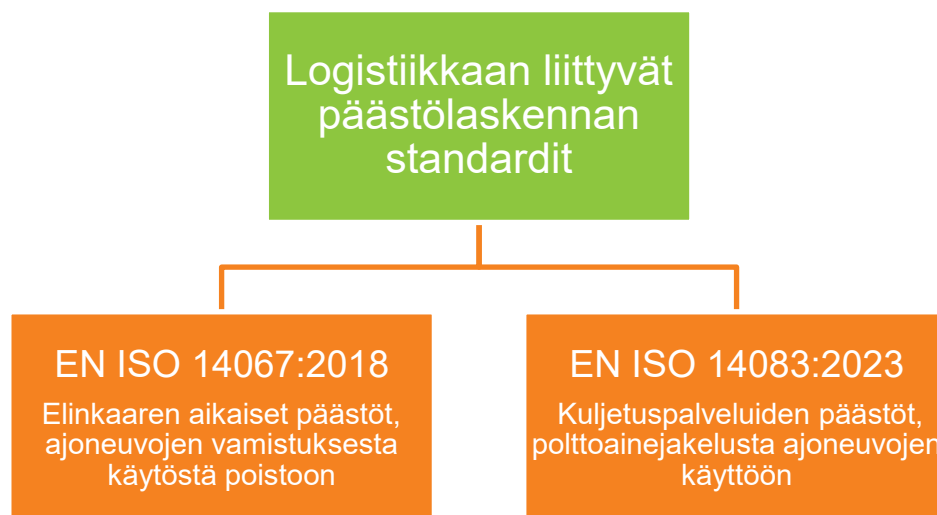 Logistiikkaan liittyvät
päästölaskennan
standardit
EN ISO 14067:2018
Elinkaaren aikaiset päästöt,
ajoneuvojen vamistuksesta
käytöstä poistoon
EN ISO 14083:2023
Kuljetuspalveluiden päästöt,
polttoainejakelusta ajoneuvojen
käyttöön